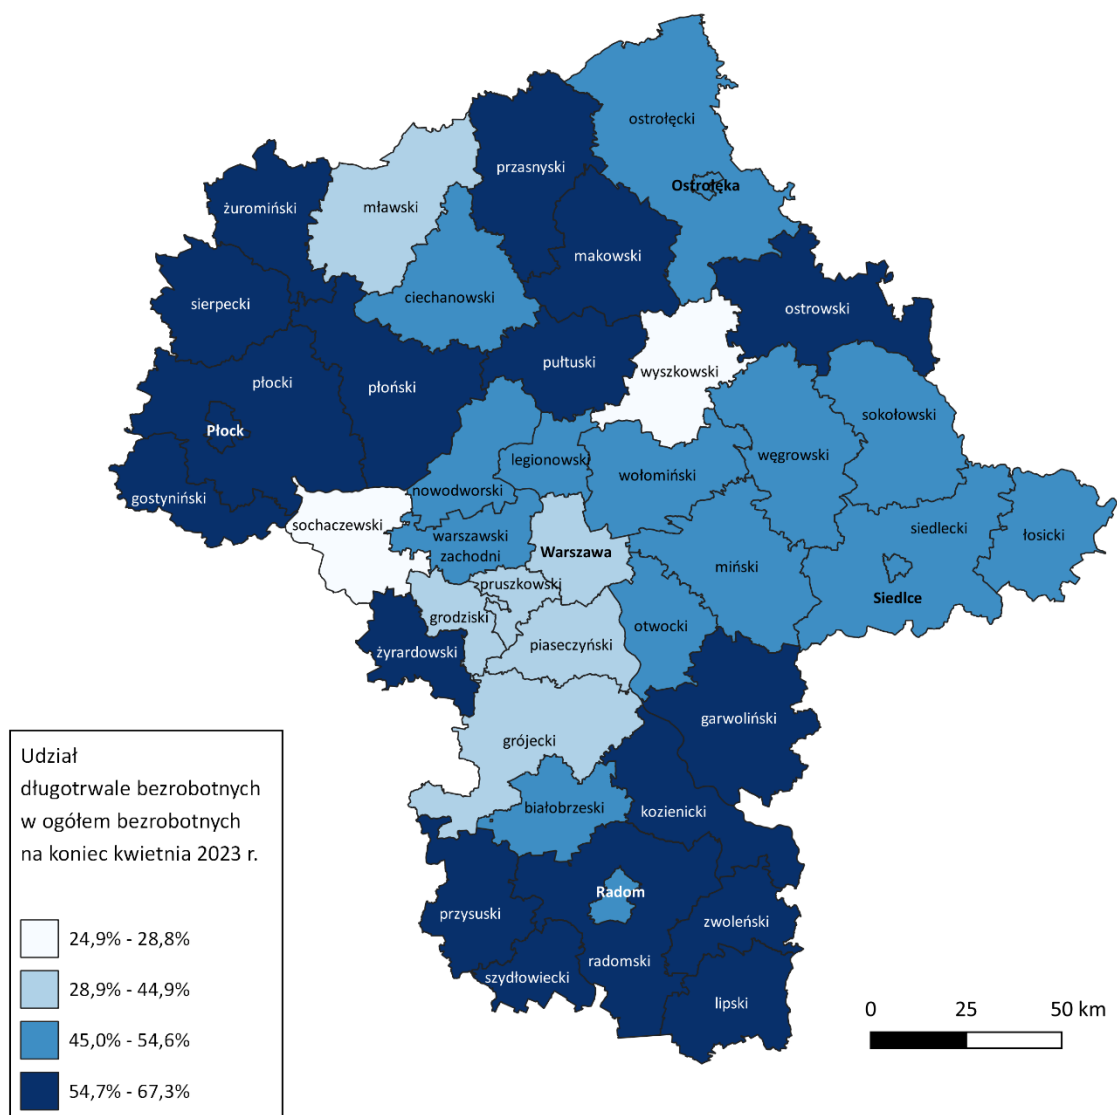 ostrołęcki
przasnyski
Ostrołęka
mławski
żuromiński
makowski
ciechanowski
sierpecki
ostrowski
pułtuski
wyszkowski
płocki
płoński
sokołowski
Płock
węgrowski
legionowski
wołomiński
nowodworski
gostyniński
sochaczewski
siedlecki
łosicki
warszawski
zachodni
Warszawa
miński
pruszkowski
Siedlce
grodziski
otwocki
piaseczyński
żyrardowski
garwoliński
grójecki
białobrzeski
kozienicki
Radom
przysuski
zwoleński
radomski
szydłowiecki
lipski
Udział
długotrwale bezrobotnych
w ogółem bezrobotnych
na koniec kwietnia 2023 r.
24,9% - 28,8%
28,9% - 44,9%
45,0% - 54,6%
54,7% - 67,3%
0 25 50 km